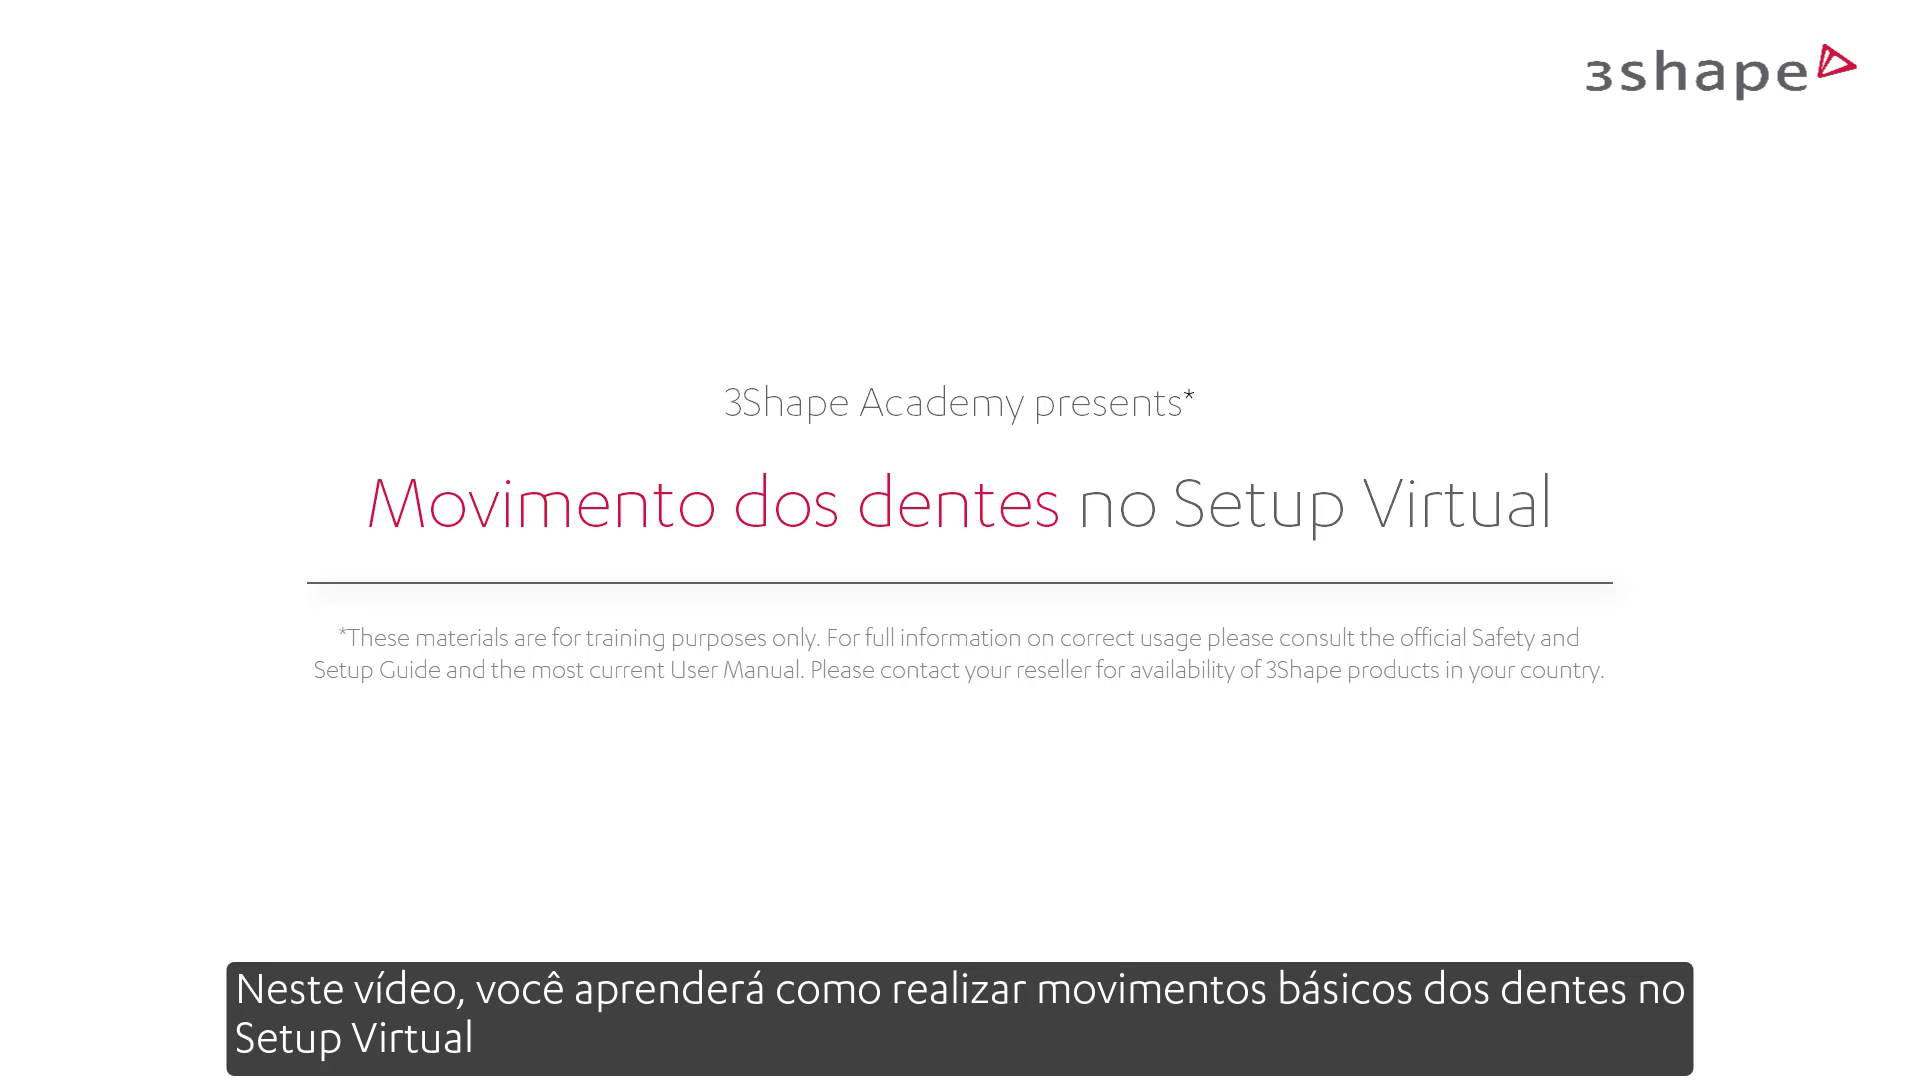 3shape
3Shape Academy presents*
Movimento dos dentes no Setup Virtual
*These materials are for training purposes only. For full information on correct usage please consult the official Safety and
Setup Guide and the most current User Manual. Please contact your reseller for availability of 3Shape products in your country.
Neste vídeo, você aprenderá como realizar movimentos básicos dos dentes no
Setup Virtual